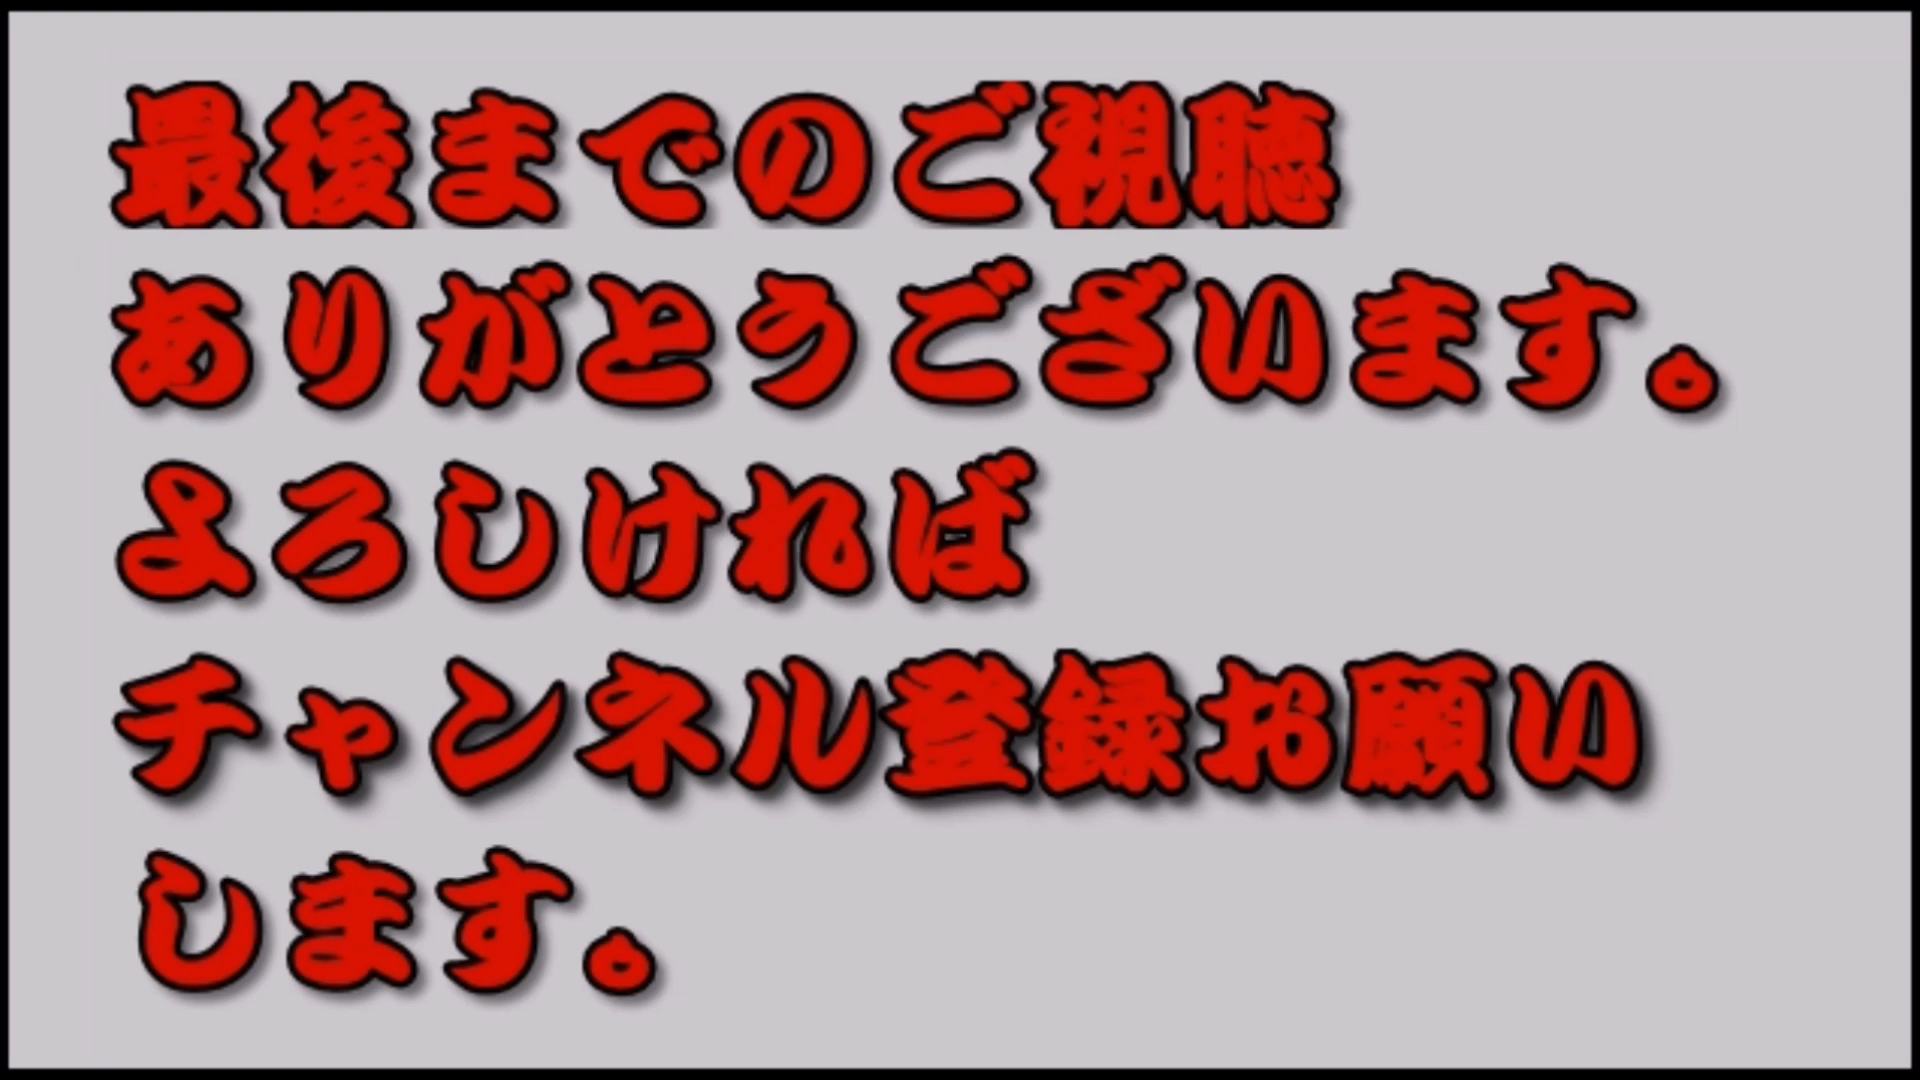 最後までのご視聴
ありがとうございます。
よろしければ
チャンネル登録お願い
します。